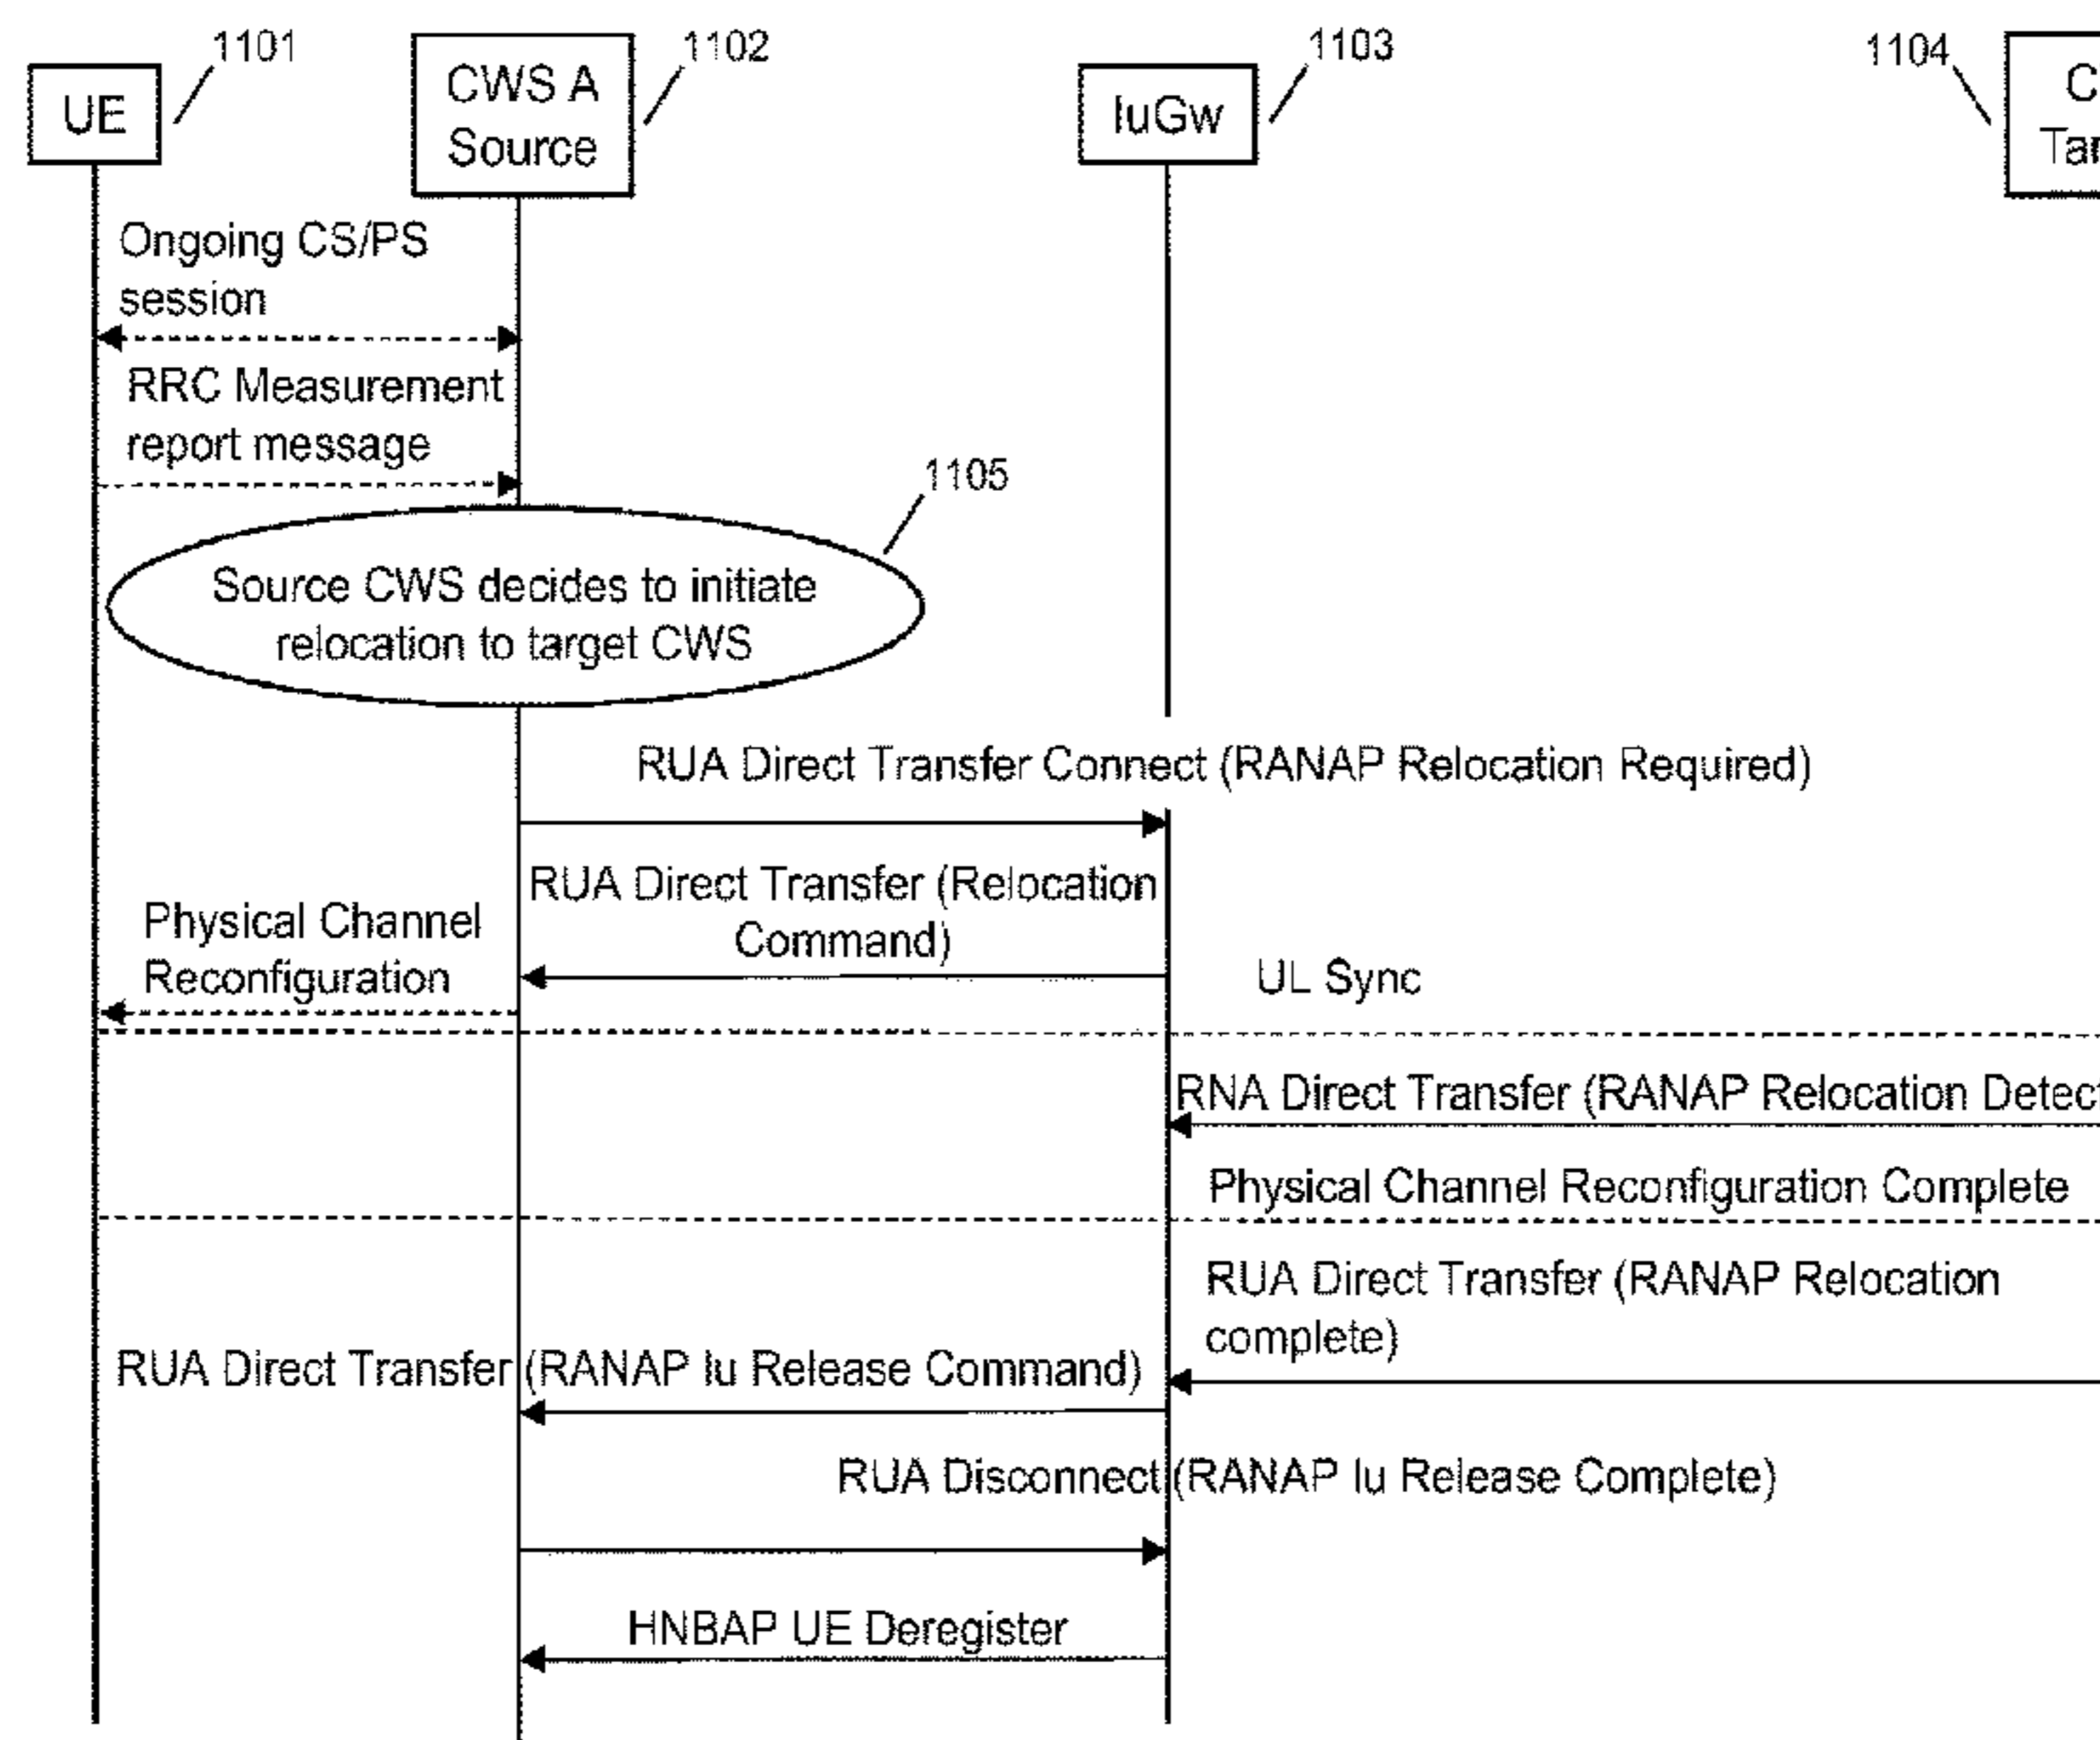 1101
1102
1103
1104
UE
CWS A
Source
IuGw
Ongoing CS/PS
session
RRC Measurement
report message
1105
Source CWS decides to initiate
relocation to target CWS
RUA Direct Transfer Connect (RANAP Relocation Required)
RUA Direct Transfer (Relocation
Command)
Physical Channel
Reconfiguration
UL Sync
RNA Direct Transfer (RANAP Relocation Detect
Physical Channel Reconfiguration Complete
RUA Direct Transfer (RANAP Relocation
complete)
RUA Direct Transfer (RANAP Iu Release Command)
RUA Disconnect (RANAP Iu Release Complete)
HNBAP UE Deregister